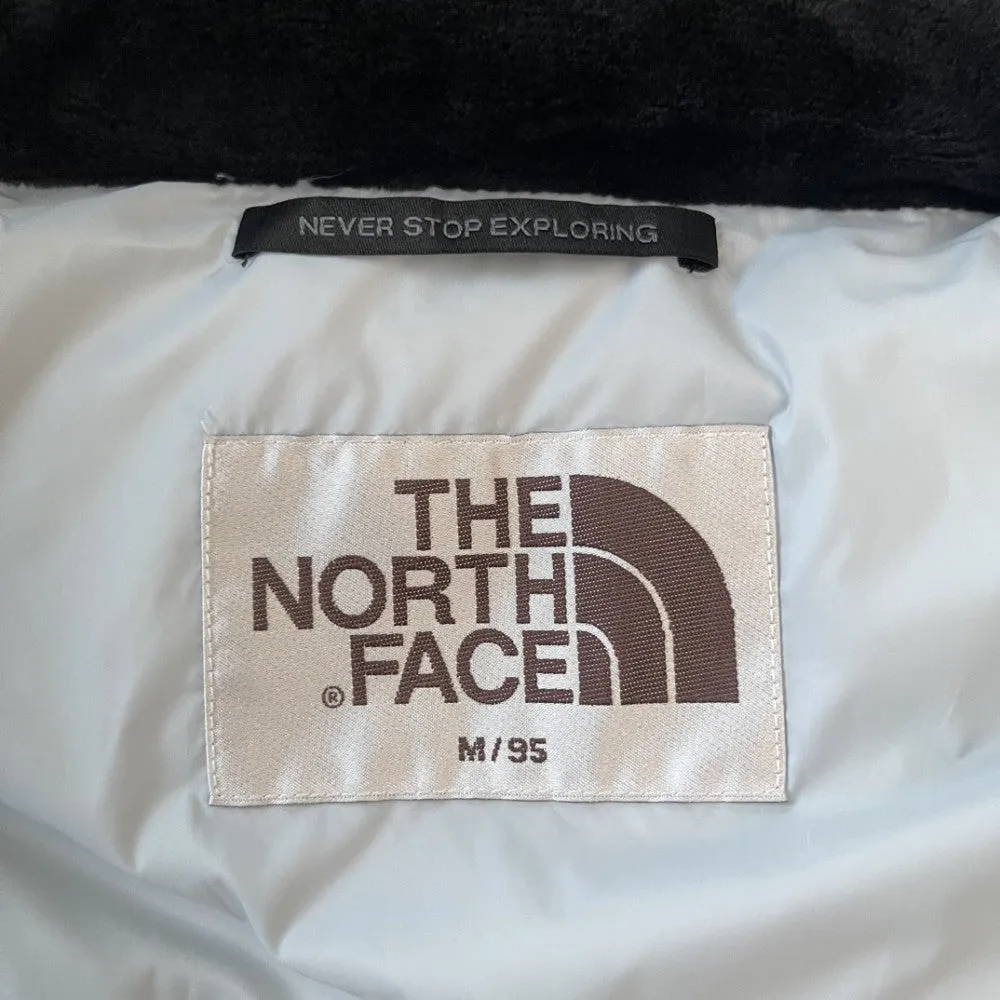 NEVER STOP EXPLORING
THE
NORTH
FACE
®
M/95